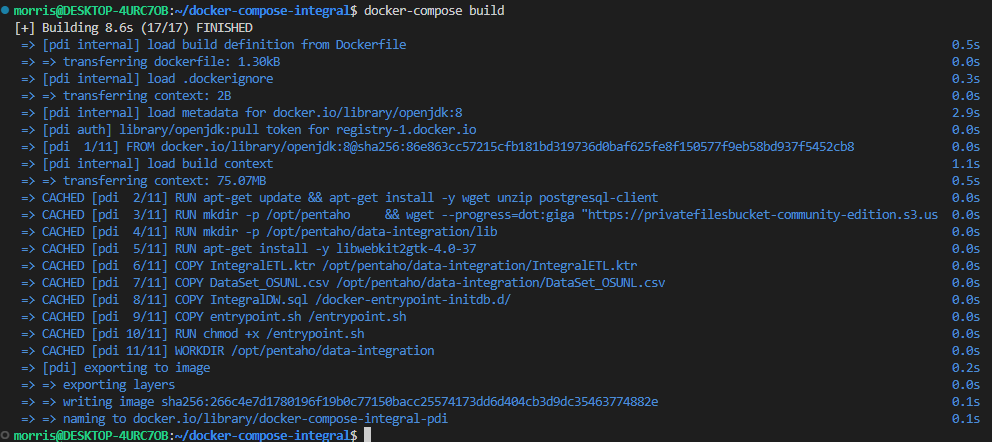 morris@DESKTOP-4URC7OB:~/docker-compose-integral$ docker-compose build
[+] Building 8.6s (17/17) FINISHED
=> [pdi internal] load build definition from Dockerfile 0.5s
=> => transferring dockerfile: 1.30kB 0.0s
=> [pdi internal] load .dockerignore 0.3s
=> => transferring context: 2B 0.0s
=> [pdi internal] load metadata for docker.io/library/openjdk:8 2.9s
=> [pdi auth] library/openjdk:pull token for registry-1.docker.io 0.0s
=> [pdi  1/11] FROM docker.io/library/openjdk:8@sha256:86e863cc57215cfb181bd319736d0baf625fe8f150577f9eb58bd937f5452cb8 0.0s
=> [pdi internal] load build context 1.1s
=> => transferring context: 75.07MB 0.5s
=> CACHED [pdi  2/11] RUN apt-get update && apt-get install -y wget unzip postgresql-client 0.0s
=> CACHED [pdi  3/11] RUN mkdir -p /opt/pentaho     && wget --progress=dot:giga "https://privatefilesbucket-community-edition.s3.us 0.0s
=> CACHED [pdi  4/11] RUN mkdir -p /opt/pentaho/data-integration/lib 0.0s
=> CACHED [pdi  5/11] RUN apt-get install -y libwebkit2gtk-4.0-37 0.0s
=> CACHED [pdi  6/11] COPY IntegralETL.ktr /opt/pentaho/data-integration/IntegralETL.ktr 0.0s
=> CACHED [pdi  7/11] COPY DataSet_OSUNL.csv /opt/pentaho/data-integration/DataSet_OSUNL.csv 0.0s
=> CACHED [pdi  8/11] COPY IntegralDW.sql /docker-entrypoint-initdb.d/ 0.0s
=> CACHED [pdi  9/11] COPY entrypoint.sh /entrypoint.sh 0.0s
=> CACHED [pdi 10/11] RUN chmod +x /entrypoint.sh 0.0s
=> CACHED [pdi 11/11] WORKDIR /opt/pentaho/data-integration 0.0s
=> [pdi] exporting to image 0.2s
=> => exporting layers 0.0s
=> => writing image sha256:266c4e7d1780196f19b0c77150bacc25574173dd6d404cb3d9dc35463774882e 0.1s
=> => naming to docker.io/library/docker-compose-integral-pdi 0.1s
morris@DESKTOP-4URC7OB:~/docker-compose-integral$